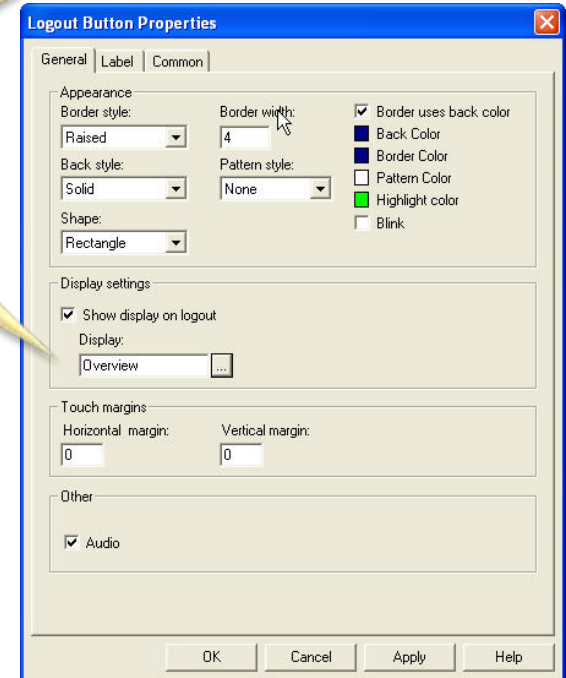 Logout Button Properties
General Label Common
Appearance
Border style:
Raised
Back style:
Solid
Shape:
Rectangle
Border width:
4
Pattern style:
None
Border uses back color
Back Color
Border Color
Pattern Color
Highlight color
Blink
Display settings
Show display on logout
Display:
Overview
...
Touch margins
Horizontal margin:
0
Vertical margin:
0
Other
Audio
OK Cancel Apply Help